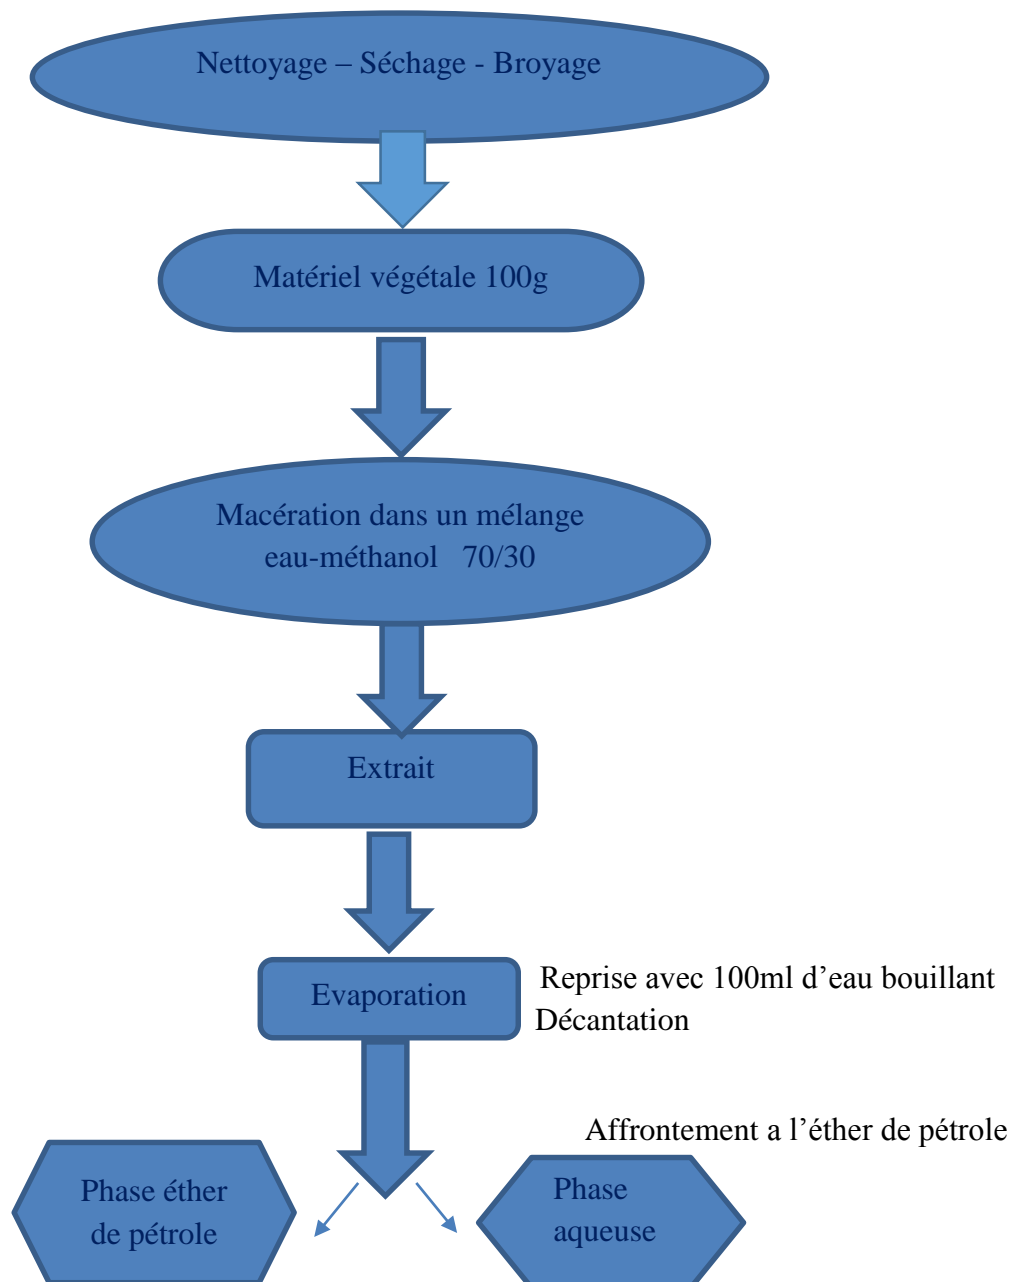 Nettoyage – Séchage - Broyage
Matériel végétale 100g
Macération dans un mélange
eau-méthanol 70/30
Extrait
Evaporation
Reprise avec 100ml d’eau bouillant
Décantation
Affrontement a l’éther de pétrole
Phase éther
de pétrole
Phase
aqueuse